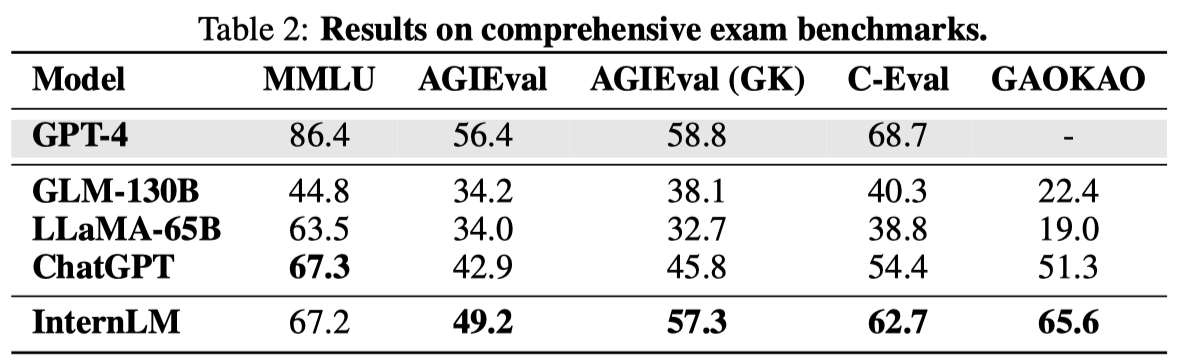 Table 2: Results on comprehensive exam benchmarks.
Model MMLU AGIEval AGIEval (GK) C-Eval GAOKAO
GPT-4 86.4 56.4 58.8 68.7 -
GLM-130B 44.8 34.2 38.1 40.3 22.4
LLaMA-65B 63.5 34.0 32.7 38.8 19.0
ChatGPT 67.3 42.9 45.8 54.4 51.3
InternLM 67.2 49.2 57.3 62.7 65.6